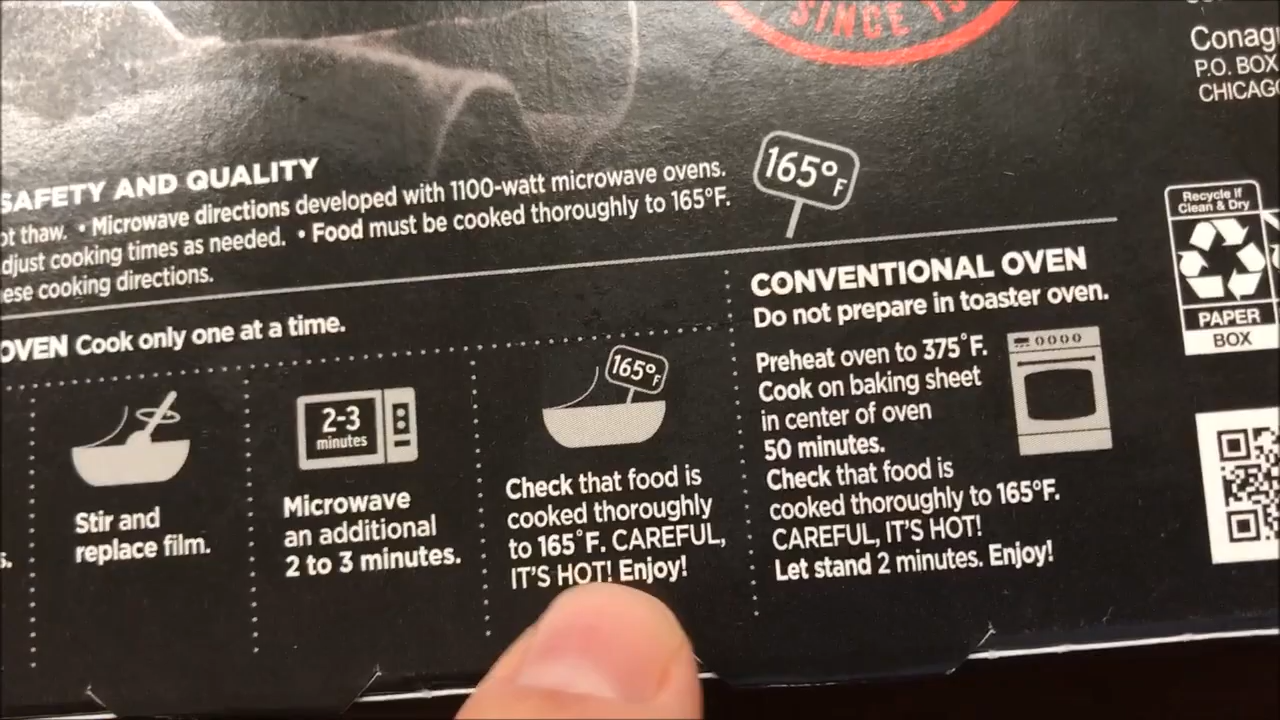 SINCE
Conag
P.O. BOX
CHICAGO
165°F
SAFETY AND QUALITY
ot thaw. • Microwave directions developed with 1100-watt microwave ovens.
djust cooking times as needed. • Food must be cooked thoroughly to 165°F.
ese cooking directions.
OVEN Cook only one at a time.
Stir and
replace film.
2-3
minutes
Microwave
an additional
2 to 3 minutes.
165°F
Check that food is
cooked thoroughly
to 165°F. CAREFUL,
IT'S HOT! Enjoy!
CONVENTIONAL OVEN
Do not prepare in toaster oven.
Preheat oven to 375°F.
Cook on baking sheet
in center of oven
50 minutes.
Check that food is
cooked thoroughly to 165°F.
CAREFUL, IT'S HOT!
Let stand 2 minutes. Enjoy!
Recycle If
Clean & Dry
PAPER
BOX